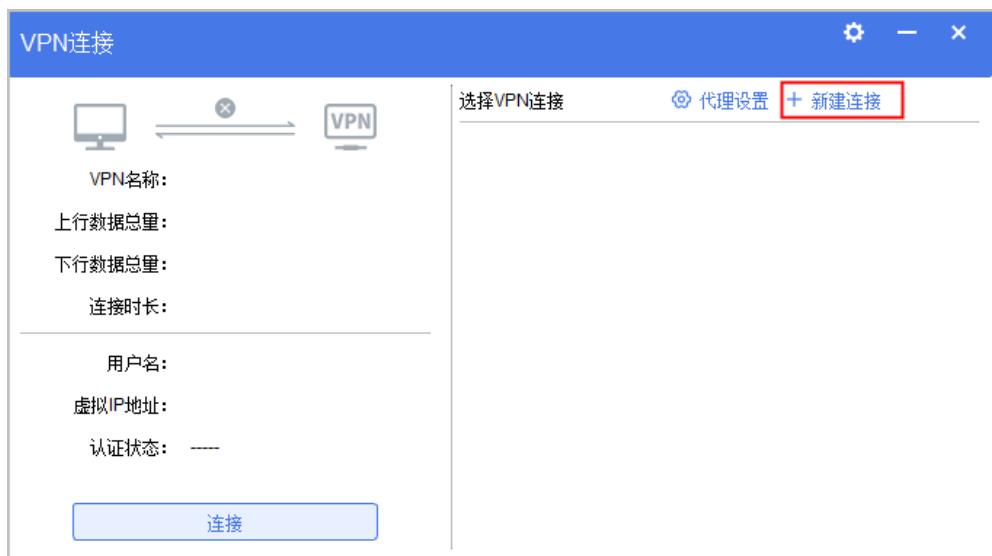 VPN连接
VPN
VPN名称：
上行数据总量：
下行数据总量：
连接时长：
用户名：
虚拟IP地址：
认证状态： -----
连接
选择VPN连接 代理设置 + 新建连接